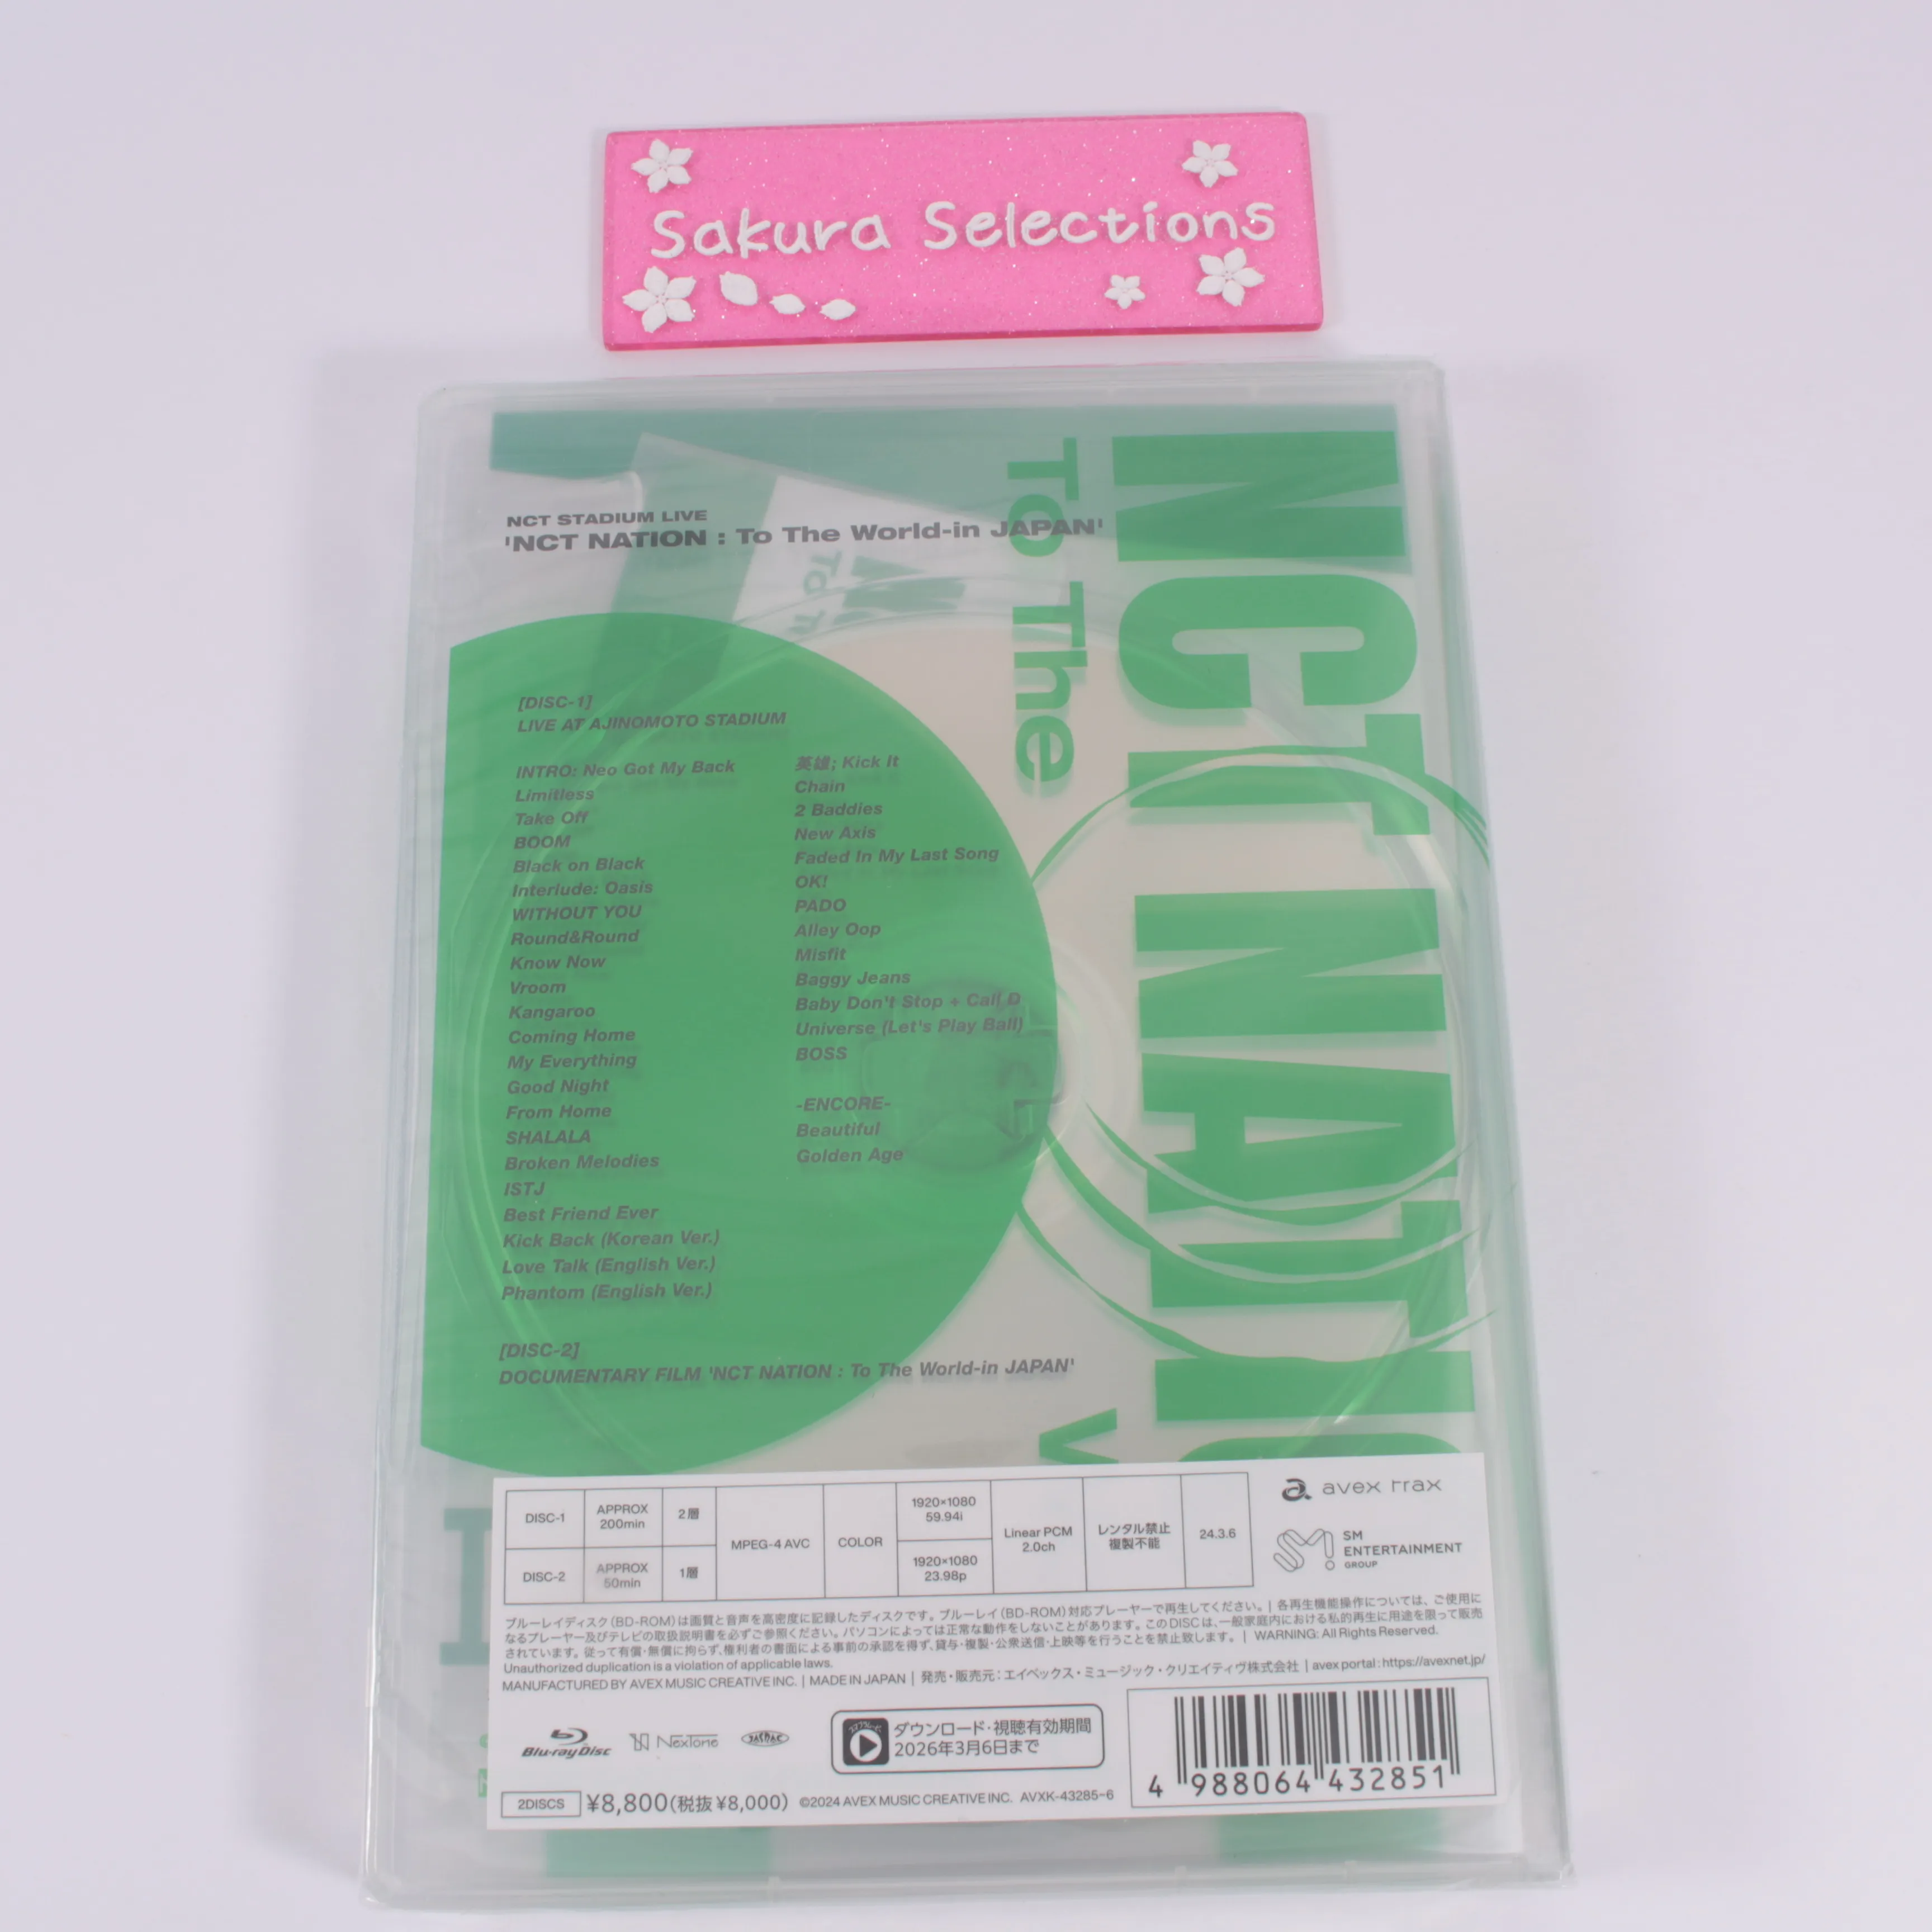 Sakura Selections
NCT STADIUM LIVE
'NCT NATION : To The World-in JAPAN'
NCT NATIO
To The
W
[DISC-1]
LIVE AT AJINOMOTO STADIUM
INTRO: Neo Got My Back
Limitless
Take Off
BOOM
Black on Black
Interlude: Oasis
WITHOUT YOU
Round&Round
Know Now
Vroom
Kangaroo
Coming Home
My Everything
Good Night
From Home
SHALALA
Broken Melodies
ISTJ
Best Friend Ever
Kick Back (Korean Ver.)
Love Talk (English Ver.)
Phantom (English Ver.)
英雄; Kick It
Chain
2 Baddies
New Axis
Faded In My Last Song
OK!
PADO
Alley Oop
Misfit
Baggy Jeans
Baby Don't Stop + Call D
Universe (Let's Play Ball)
BOSS
-ENCORE-
Beautiful
Golden Age
[DISC-2]
DOCUMENTARY FILM 'NCT NATION : To The World-in JAPAN'
DISC-1 APPROX 200min 2層 MPEG-4 AVC COLOR 1920×1080 59.94i Linear PCM 2.0ch レンタル禁止 複製不能 24.3.6
DISC-2 APPROX 50min 1層 1920×1080 23.98p
avex trax
SM ENTERTAINMENT GROUP
ブルーレイディスク(BD-ROM)は画質と音声を高密度に記録したディスクです。ブルーレイ(BD-ROM)対応プレーヤーで再生してください。| 各再生機能操作については、ご使用に
なるプレーヤー及びテレビの取扱説明書を必ずご参照ください。パソコンによっては正常な動作をしないことがあります。このDISCは、一般家庭内における私的再生に用途を限って販売
されています。従って有償・無償に拘らず、権利者の書面による事前の承認を得ず、貸与・複製・公衆送信・上映等を行うことを禁止致します。| WARNING: All Rights Reserved.
Unauthorized duplication is a violation of applicable laws.
MANUFACTURED BY AVEX MUSIC CREATIVE INC. | MADE IN JAPAN | 発売・販売元:エイベックス・ミュージック・クリエイティヴ株式会社 | avex portal : https://avexnet.jp/
Blu-ray Disc
NexTone
JASRAC
スマプラムービー
ダウンロード・視聴有効期間
2026年3月6日まで
2DISCS ¥8,800(税抜¥8,000) ©2024 AVEX MUSIC CREATIVE INC. AVXK-43285~6
4 988064 432851